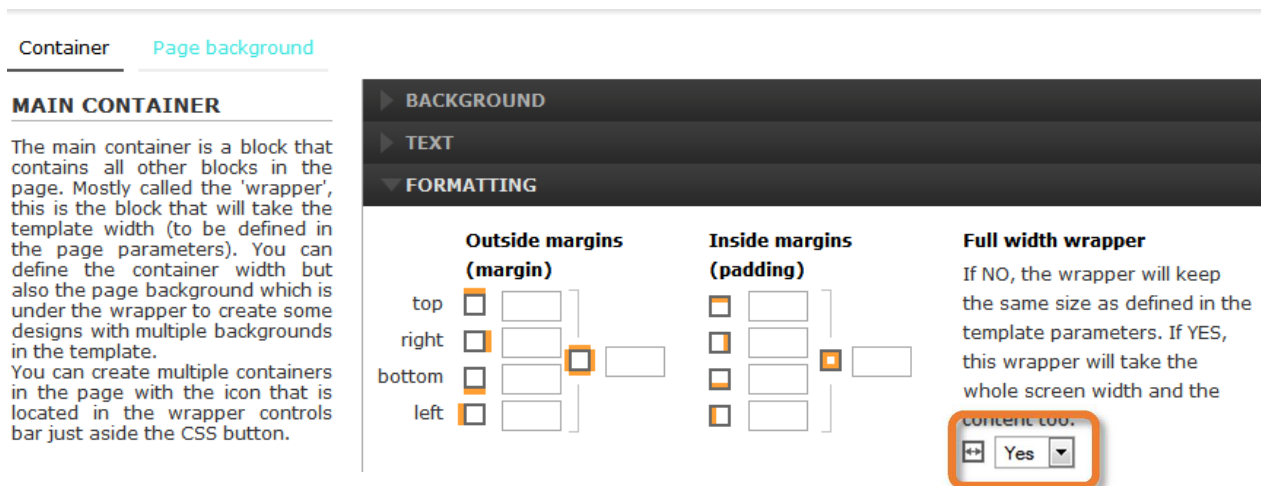 Container
Page background
MAIN CONTAINER
The main container is a block that
contains all other blocks in the
page. Mostly called the 'wrapper',
this is the block that will take the
template width (to be defined in
the page parameters). You can
define the container width but
also the page background which is
under the wrapper to create some
designs with multiple backgrounds
in the template.
You can create multiple containers
in the page with the icon that is
located in the wrapper controls
bar just aside the CSS button.
BACKGROUND
TEXT
FORMATTING
Outside margins
(margin)
top
right
bottom
left
Inside margins
(padding)
Full width wrapper
If NO, the wrapper will keep
the same size as defined in the
template parameters. If YES,
this wrapper will take the
whole screen width and the
content too.
Yes